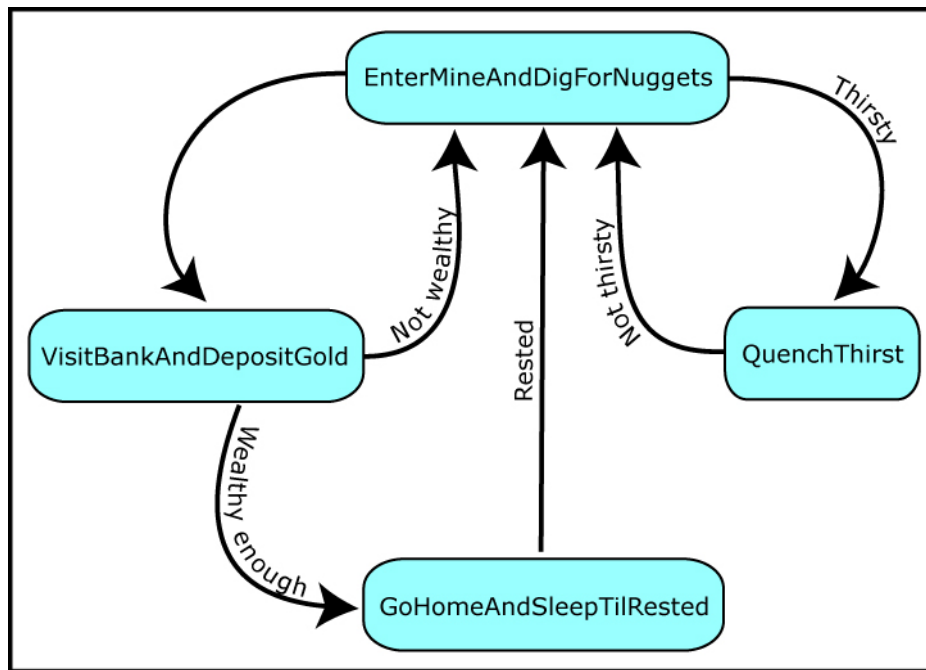 EnterMineAndDigForNuggets
Thirsty
Not wealthy
Not thirsty
VisitBankAndDepositGold
Rested
QuenchThirst
Wealthy enough
GoHomeAndSleepTilRested